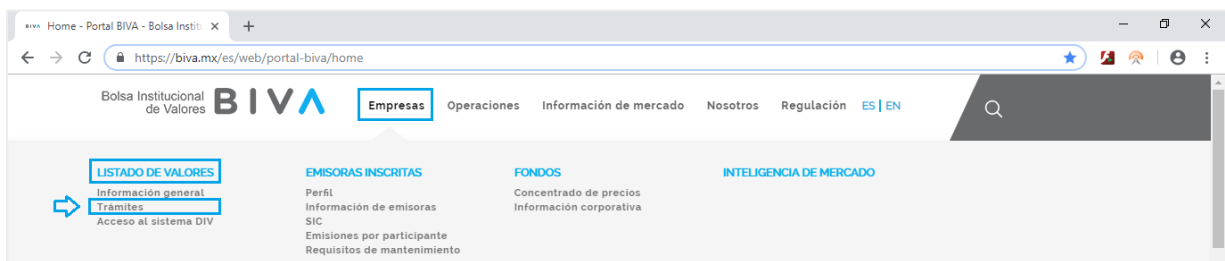 BIVA Home - Portal BIVA - Bolsa Institu
https://biva.mx/es/web/portal-biva/home
Bolsa Institucional
de Valores BIVA Empresas Operaciones Información de mercado Nosotros Regulación ES | EN
LISTADO DE VALORES
Información general
Trámites
Acceso al sistema DIV
EMISORAS INSCRITAS
Perfil
Información de emisoras
SIC
Emisiones por participante
Requisitos de mantenimiento
FONDOS
Concentrado de precios
Información corporativa
INTELIGENCIA DE MERCADO